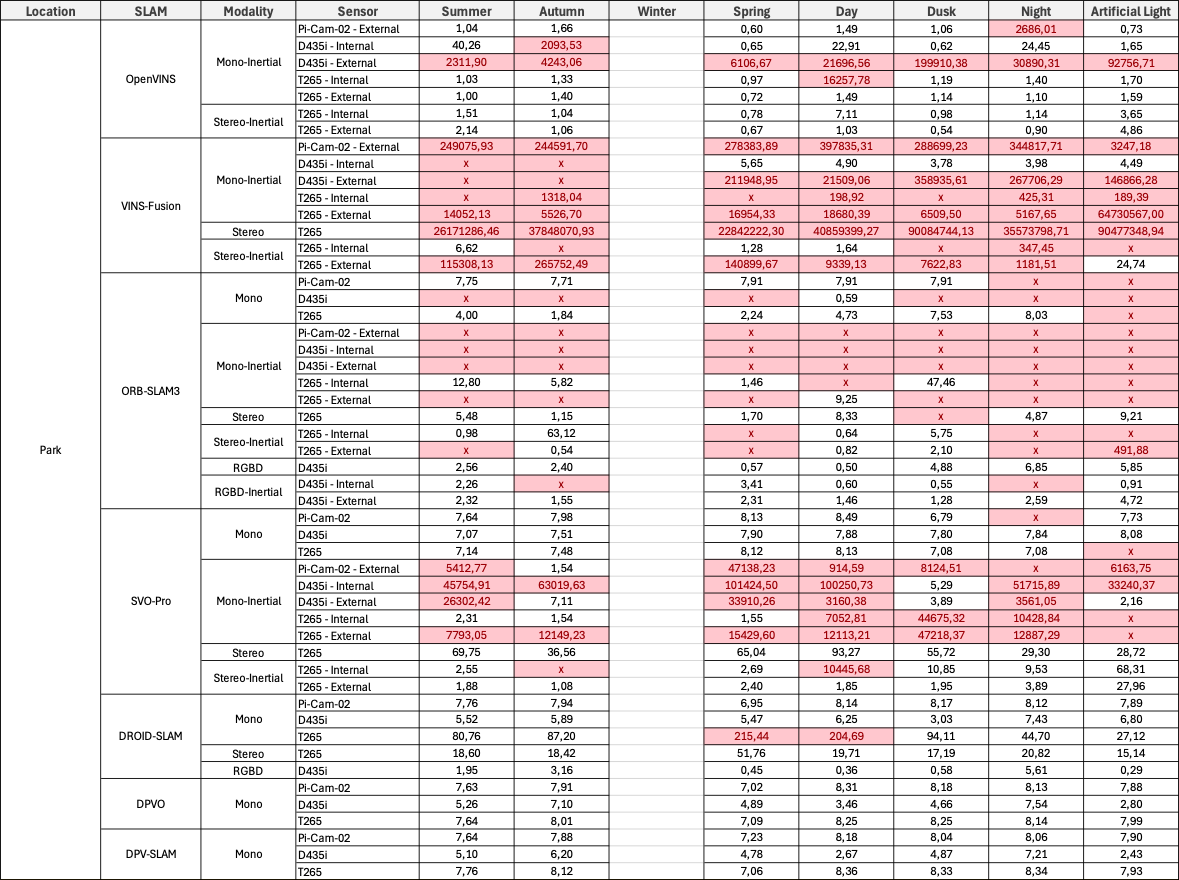 Location SLAM Modality Sensor Summer Autumn Winter Spring Day Dusk Night Artificial Light
Park OpenVINS Mono-Inertial Pi-Cam-02 - External 1,04 1,66 0,60 1,49 1,06 2686,01 0,73
D435i - Internal 40,26 2093,53 0,65 22,91 0,62 24,45 1,65
D435i - External 2311,90 4243,06 6106,67 21696,56 199910,38 30890,31 92756,71
T265 - Internal 1,03 1,33 0,97 16257,78 1,19 1,40 1,70
T265 - External 1,00 1,40 0,72 1,49 1,14 1,10 1,59
Stereo-Inertial T265 - Internal 1,51 1,04 0,78 7,11 0,98 1,14 3,65
T265 - External 2,14 1,06 0,67 1,03 0,54 0,90 4,86
VINS-Fusion Mono-Inertial Pi-Cam-02 - External 249075,93 244591,70 278383,89 397835,31 288699,23 344817,71 3247,18
D435i - Internal x x 5,65 4,90 3,78 3,98 4,49
D435i - External x x 211948,95 21509,06 358935,61 267706,29 146866,28
T265 - Internal x 1318,04 x 198,92 x 425,31 189,39
T265 - External 14052,13 5526,70 16954,33 18680,39 6509,50 5167,65 64730567,00
Stereo T265 26171286,46 37848070,93 22842222,30 40859399,27 90084744,13 35573798,71 90477348,94
Stereo-Inertial T265 - Internal 6,62 x 1,28 1,64 x 347,45 x
T265 - External 115308,13 265752,49 140899,67 9339,13 7622,83 1181,51 24,74
ORB-SLAM3 Mono Pi-Cam-02 7,75 7,71 7,91 7,91 7,91 x x
D435i x x x 0,59 x x x
T265 4,00 1,84 2,24 4,73 7,53 8,03 x
Mono-Inertial Pi-Cam-02 - External x x x x x x x
D435i - Internal x x x x x x x
D435i - External x x x x x x x
T265 - Internal 12,80 5,82 1,46 x 47,46 x x
T265 - External x x x 9,25 x x x
Stereo T265 5,48 1,15 1,70 8,33 x 4,87 9,21
Stereo-Inertial T265 - Internal 0,98 63,12 x 0,64 5,75 x x
T265 - External x 0,54 x 0,82 2,10 x 491,88
RGBD D435i 2,56 2,40 0,57 0,50 4,88 6,85 5,85
RGBD-Inertial D435i - Internal 2,26 x 3,41 0,60 0,55 x 0,91
D435i - External 2,32 1,55 2,31 1,46 1,28 2,59 4,72
SVO-Pro Mono Pi-Cam-02 7,64 7,98 8,13 8,49 6,79 x 7,73
D435i 7,07 7,51 7,90 7,88 7,80 7,84 8,08
T265 7,14 7,48 8,12 8,13 7,08 7,08 x
Mono-Inertial Pi-Cam-02 - External 5412,77 1,54 47138,23 914,59 8124,51 x 6163,75
D435i - Internal 45754,91 63019,63 101424,50 100250,73 5,29 51715,89 33240,37
D435i - External 26302,42 7,11 33910,26 3160,38 3,89 3561,05 2,16
T265 - Internal 2,31 1,54 1,55 7052,81 44675,32 10428,84 x
T265 - External 7793,05 12149,23 15429,60 12113,21 47218,37 12887,29 x
Stereo T265 69,75 36,56 65,04 93,27 55,72 29,30 28,72
Stereo-Inertial T265 - Internal 2,55 x 2,69 10445,68 10,85 9,53 68,31
T265 - External 1,88 1,08 2,40 1,85 1,95 3,89 27,96
DROID-SLAM Mono Pi-Cam-02 7,76 7,94 6,95 8,14 8,17 8,12 7,89
D435i 5,52 5,89 5,47 6,25 3,03 7,43 6,80
T265 80,76 87,20 215,44 204,69 94,11 44,70 27,12
Stereo T265 18,60 18,42 51,76 19,71 17,19 20,82 15,14
RGBD D435i 1,95 3,16 0,45 0,36 0,58 5,61 0,29
DPVO Mono Pi-Cam-02 7,63 7,91 7,02 8,31 8,18 8,13 7,88
D435i 5,26 7,10 4,89 3,46 4,66 7,54 2,80
T265 7,64 8,01 7,09 8,25 8,25 8,14 7,99
DPV-SLAM Mono Pi-Cam-02 7,64 7,88 7,23 8,18 8,04 8,06 7,90
D435i 5,10 6,20 4,78 2,67 4,87 7,21 2,43
T265 7,76 8,12 7,06 8,36 8,33 8,34 7,93